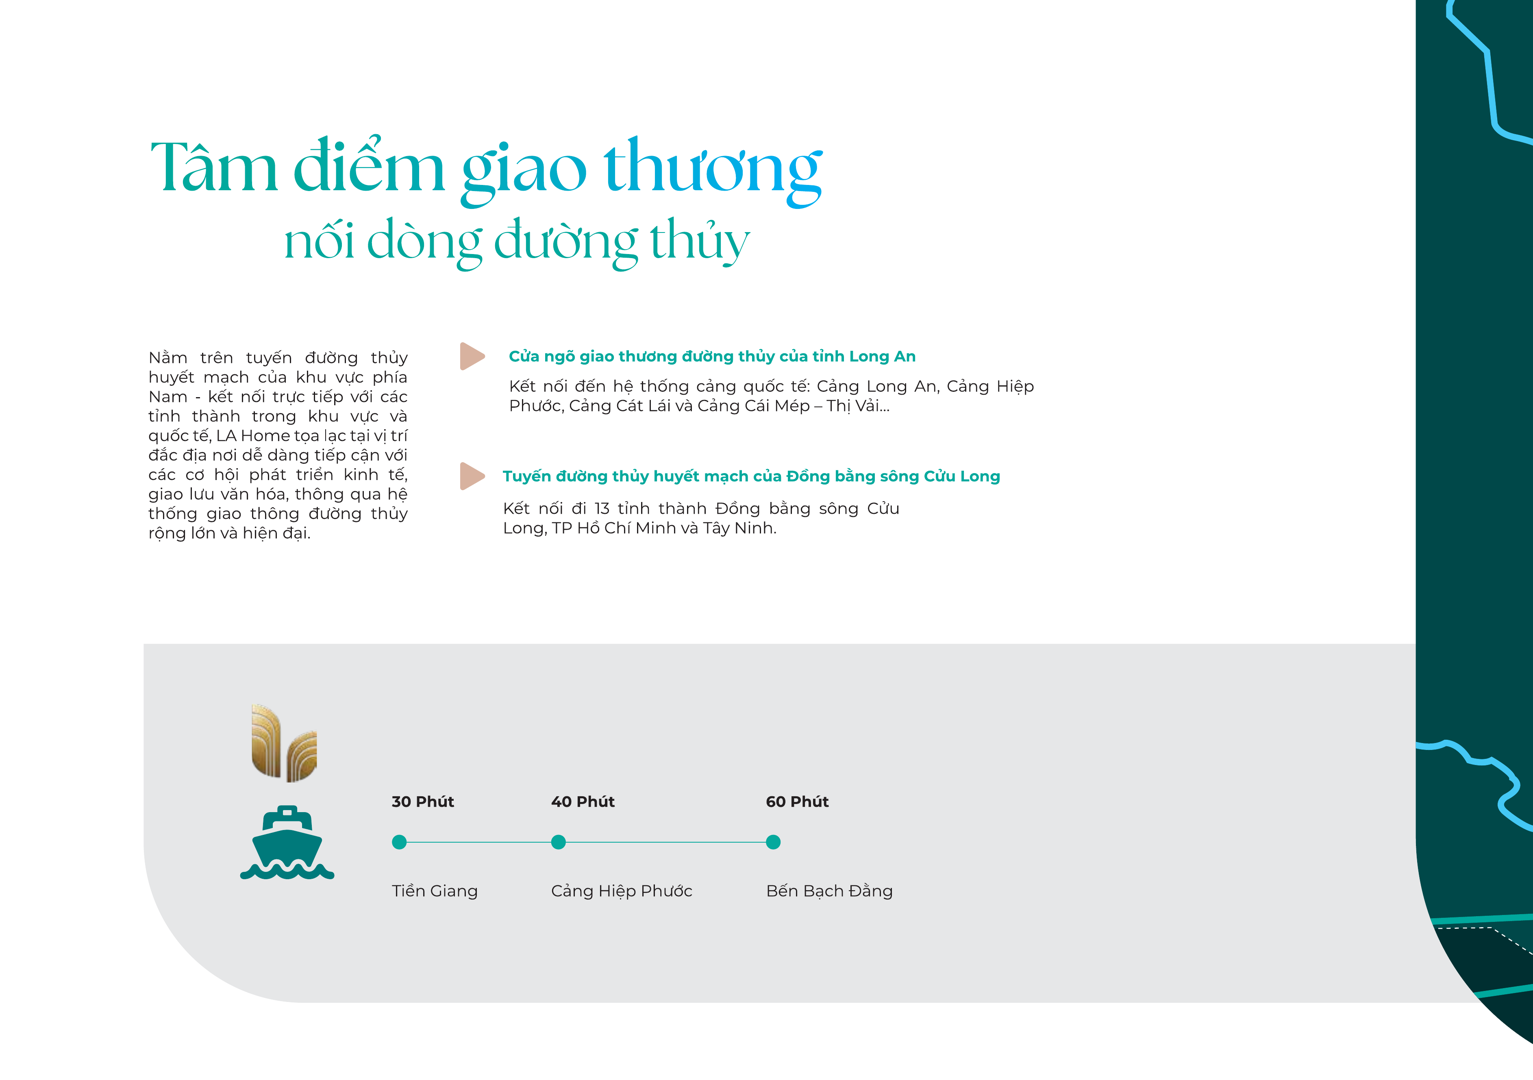 Tâm điểm giao thương
nối dòng đường thủy
Nằm trên tuyến đường thủy
huyết mạch của khu vực phía
Nam - kết nối trực tiếp với các
tỉnh thành trong khu vực và
quốc tế, LA Home tọa lạc tại vị trí
đắc địa nơi dễ dàng tiếp cận với
các cơ hội phát triển kinh tế,
giao lưu văn hóa, thông qua hệ
thống giao thông đường thủy
rộng lớn và hiện đại.
Cửa ngõ giao thương đường thủy của tỉnh Long An
Kết nối đến hệ thống cảng quốc tế: Cảng Long An, Cảng Hiệp
Phước, Cảng Cát Lái và Cảng Cái Mép – Thị Vải...
Tuyến đường thủy huyết mạch của Đồng bằng sông Cửu Long
Kết nối đi 13 tỉnh thành Đồng bằng sông Cửu
Long, TP Hồ Chí Minh và Tây Ninh.
30 Phút
40 Phút
60 Phút
Tiền Giang
Cảng Hiệp Phước
Bến Bạch Đằng